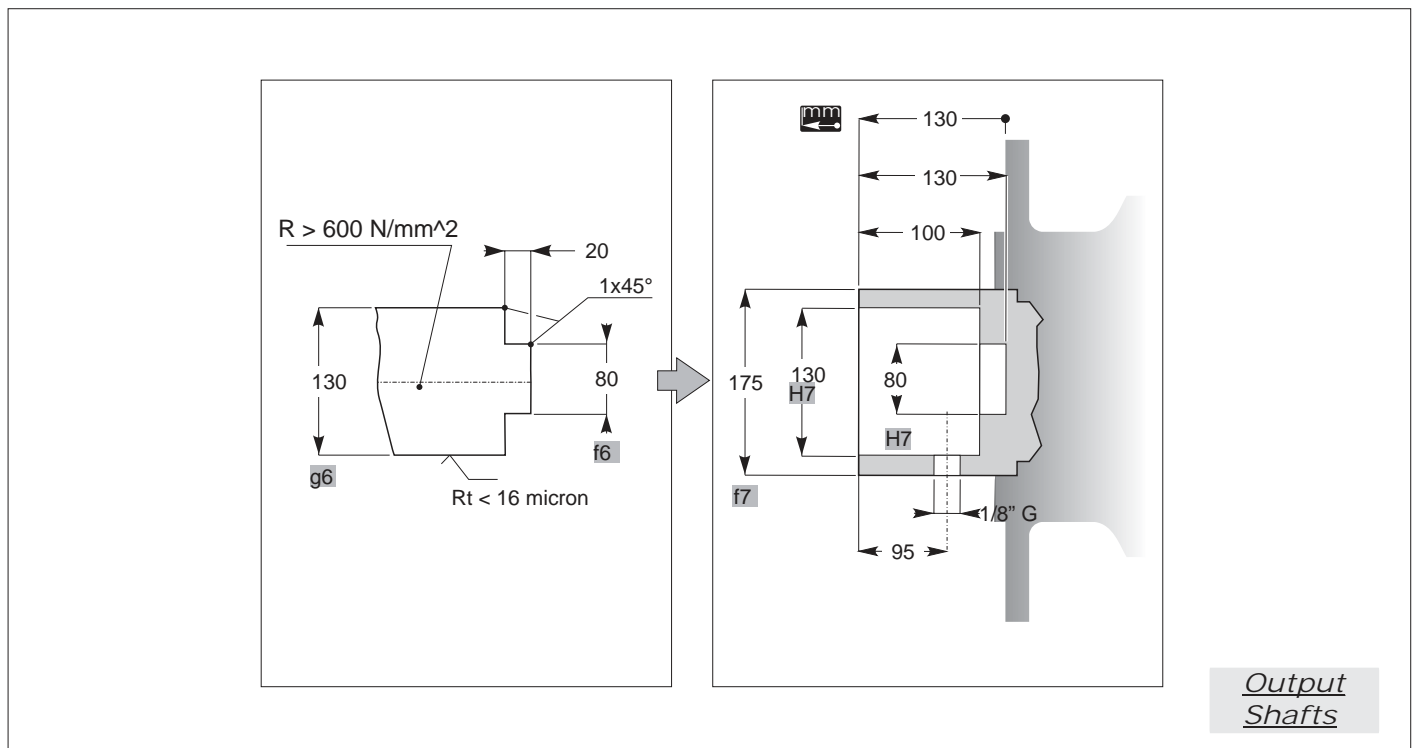 R > 600 N/mm^2
20
1x45°
130
g6
80
f6
Rt < 16 micron
mm
130
130
100
175
f7
130
H7
80
H7
1/8” G
95
Output
Shafts